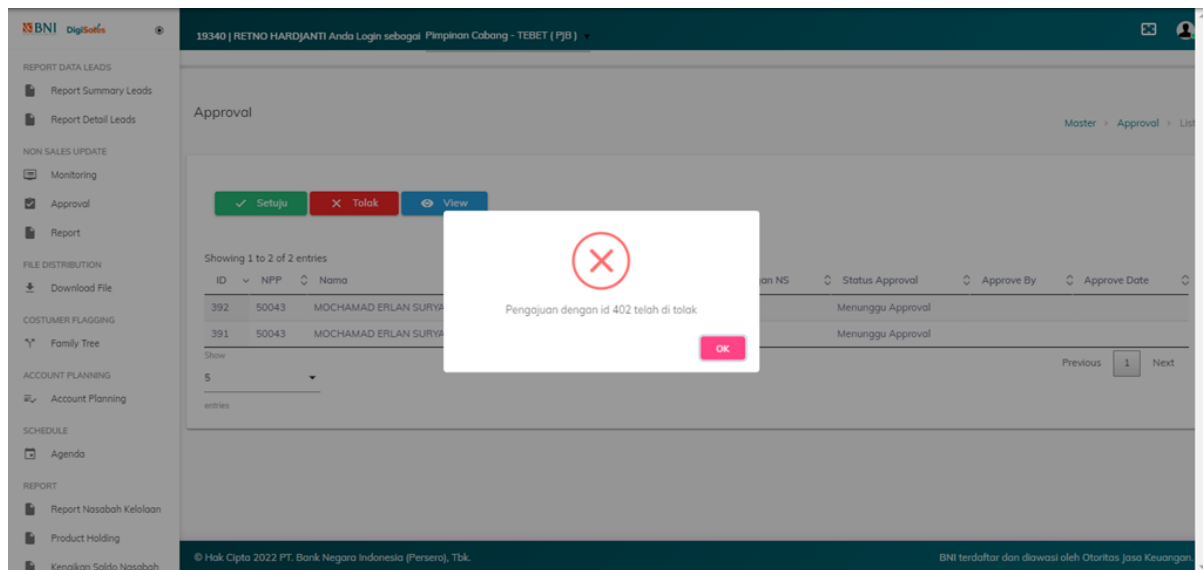 BNI DigiSales
19340 | RETNO HARDJANTI Anda Login sebagai Pimpinan Cabang - TEBET ( PJB )
REPORT DATA LEADS
Report Summary Leads
Report Detail Leads
NON SALES UPDATE
Monitoring
Approval
Report
FILE DISTRIBUTION
Download File
COSTUMER FLAGGING
Family Tree
ACCOUNT PLANNING
Account Planning
SCHEDULE
Agenda
REPORT
Report Nasabah Kelolaan
Product Holding
Kenaikan Saldo Nasabah
Approval
Master > Approval > List
Setuju Tolak View
Showing 1 to 2 of 2 entries
ID NPP Nama NS Status Approval Approve By Approve Date
392 50043 MOCHAMAD ERLAN SURYA Menunggu Approval
391 50043 MOCHAMAD ERLAN SURYA Menunggu Approval
Show
5
entries
Previous 1 Next
Pengajuan dengan id 402 telah di tolak
OK
© Hak Cipta 2022 PT. Bank Negara Indonesia (Persero), Tbk.
BNI terdaftar dan diawasi oleh Otoritas Jasa Keuangan.